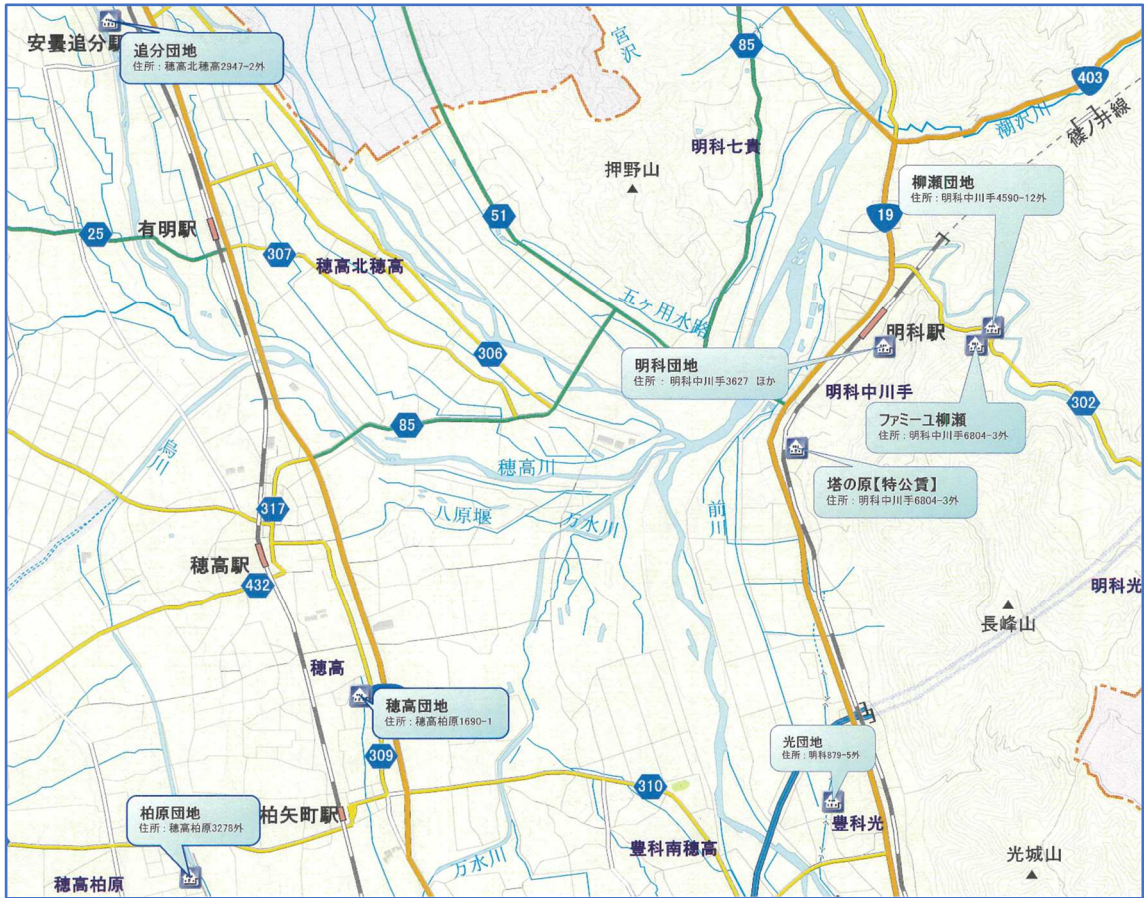 安曇追分駅
追分団地
住所：穂高北穂高2947-2外
宮沢
85
403
潮沢川
篠ノ井線
明科七貴
押野山
柳瀬団地
住所：明科中川手4590-12外
有明駅
25
307
穂高北穂高
51
19
五ヶ用水路
306
明科駅
明科団地
住所： 明科中川手3627 ほか
明科中川手
302
ファミーユ柳瀬
住所：明科中川手6804-3外
85
烏川
穂高川
塔の原【特公賃】
住所：明科中川手6804-3外
317
八原堰
万水川
前川
穂高駅
432
明科光
長峰山
穂高
穂高団地
住所：穂高柏原1690-1
309
光団地
住所：明科879-5外
310
柏原団地
住所：穂高柏原3278外
柏矢町駅
豊科光
豊科南穂高
万水川
光城山
穂高柏原